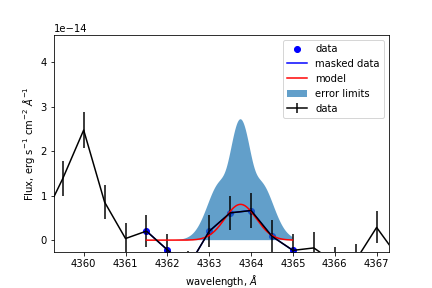 1e−14
data
masked data
model
error limits
data
Flux, erg s⁻¹ cm⁻² Å⁻¹
4
3
2
1
0
4360 4361 4362 4363 4364 4365 4366 4367
wavelength, Å